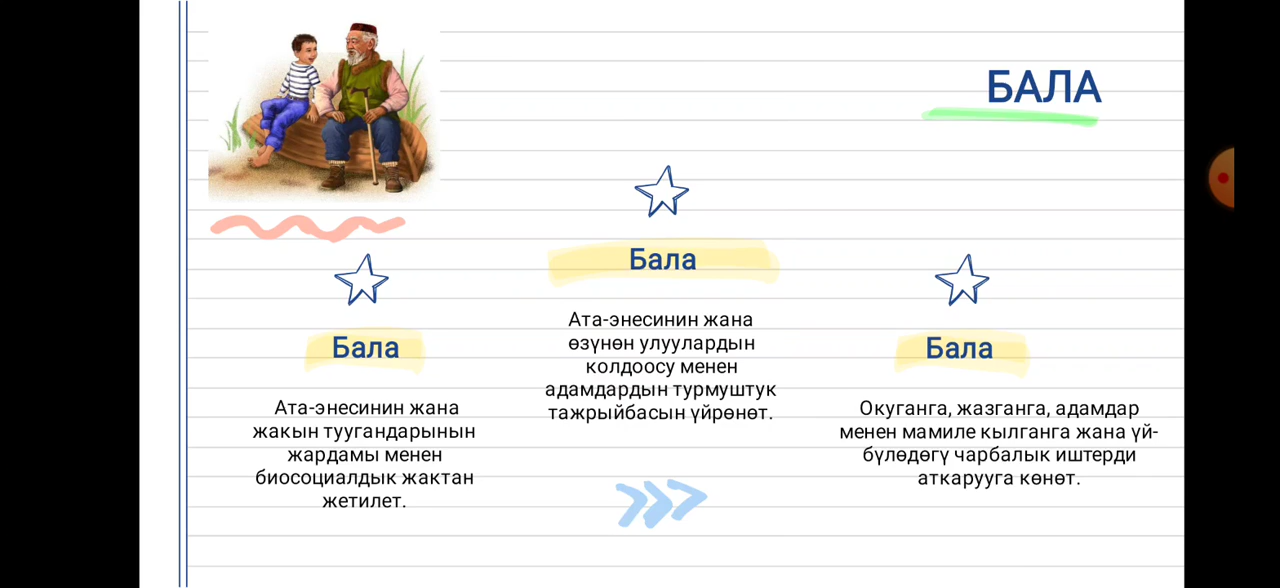 БАЛА
Бала
Ата-энесинин жана
жакын туугандарынын
жардамы менен
биосоциалдык жактан
жетилет.
Бала
Ата-энесинин жана
өзүнөн улуулардын
колдоосу менен
адамдардын турмуштук
тажрыйбасын үйрөнөт.
Бала
Окуганга, жазганга, адамдар
менен мамиле кылганга жана үй-
бүлөдөгү чарбалык иштерди
аткарууга көнөт.